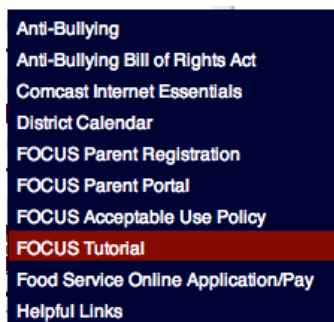 Anti-Bullying
Anti-Bullying Bill of Rights Act
Comcast Internet Essentials
District Calendar
FOCUS Parent Registration
FOCUS Parent Portal
FOCUS Acceptable Use Policy
FOCUS Tutorial
Food Service Online Application/Pay
Helpful Links